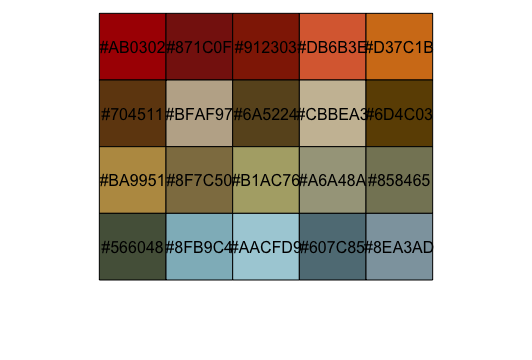 #AB0302 #871C0F #912303 #DB6B3E #D37C1B
#704511 #BFAF97 #6A5224 #CBBEA3 #6D4C03
#BA9951 #8F7C50 #B1AC76 #A6A48A #858465
#566048 #8FB9C4 #AACFD9 #607C85 #8EA3AD